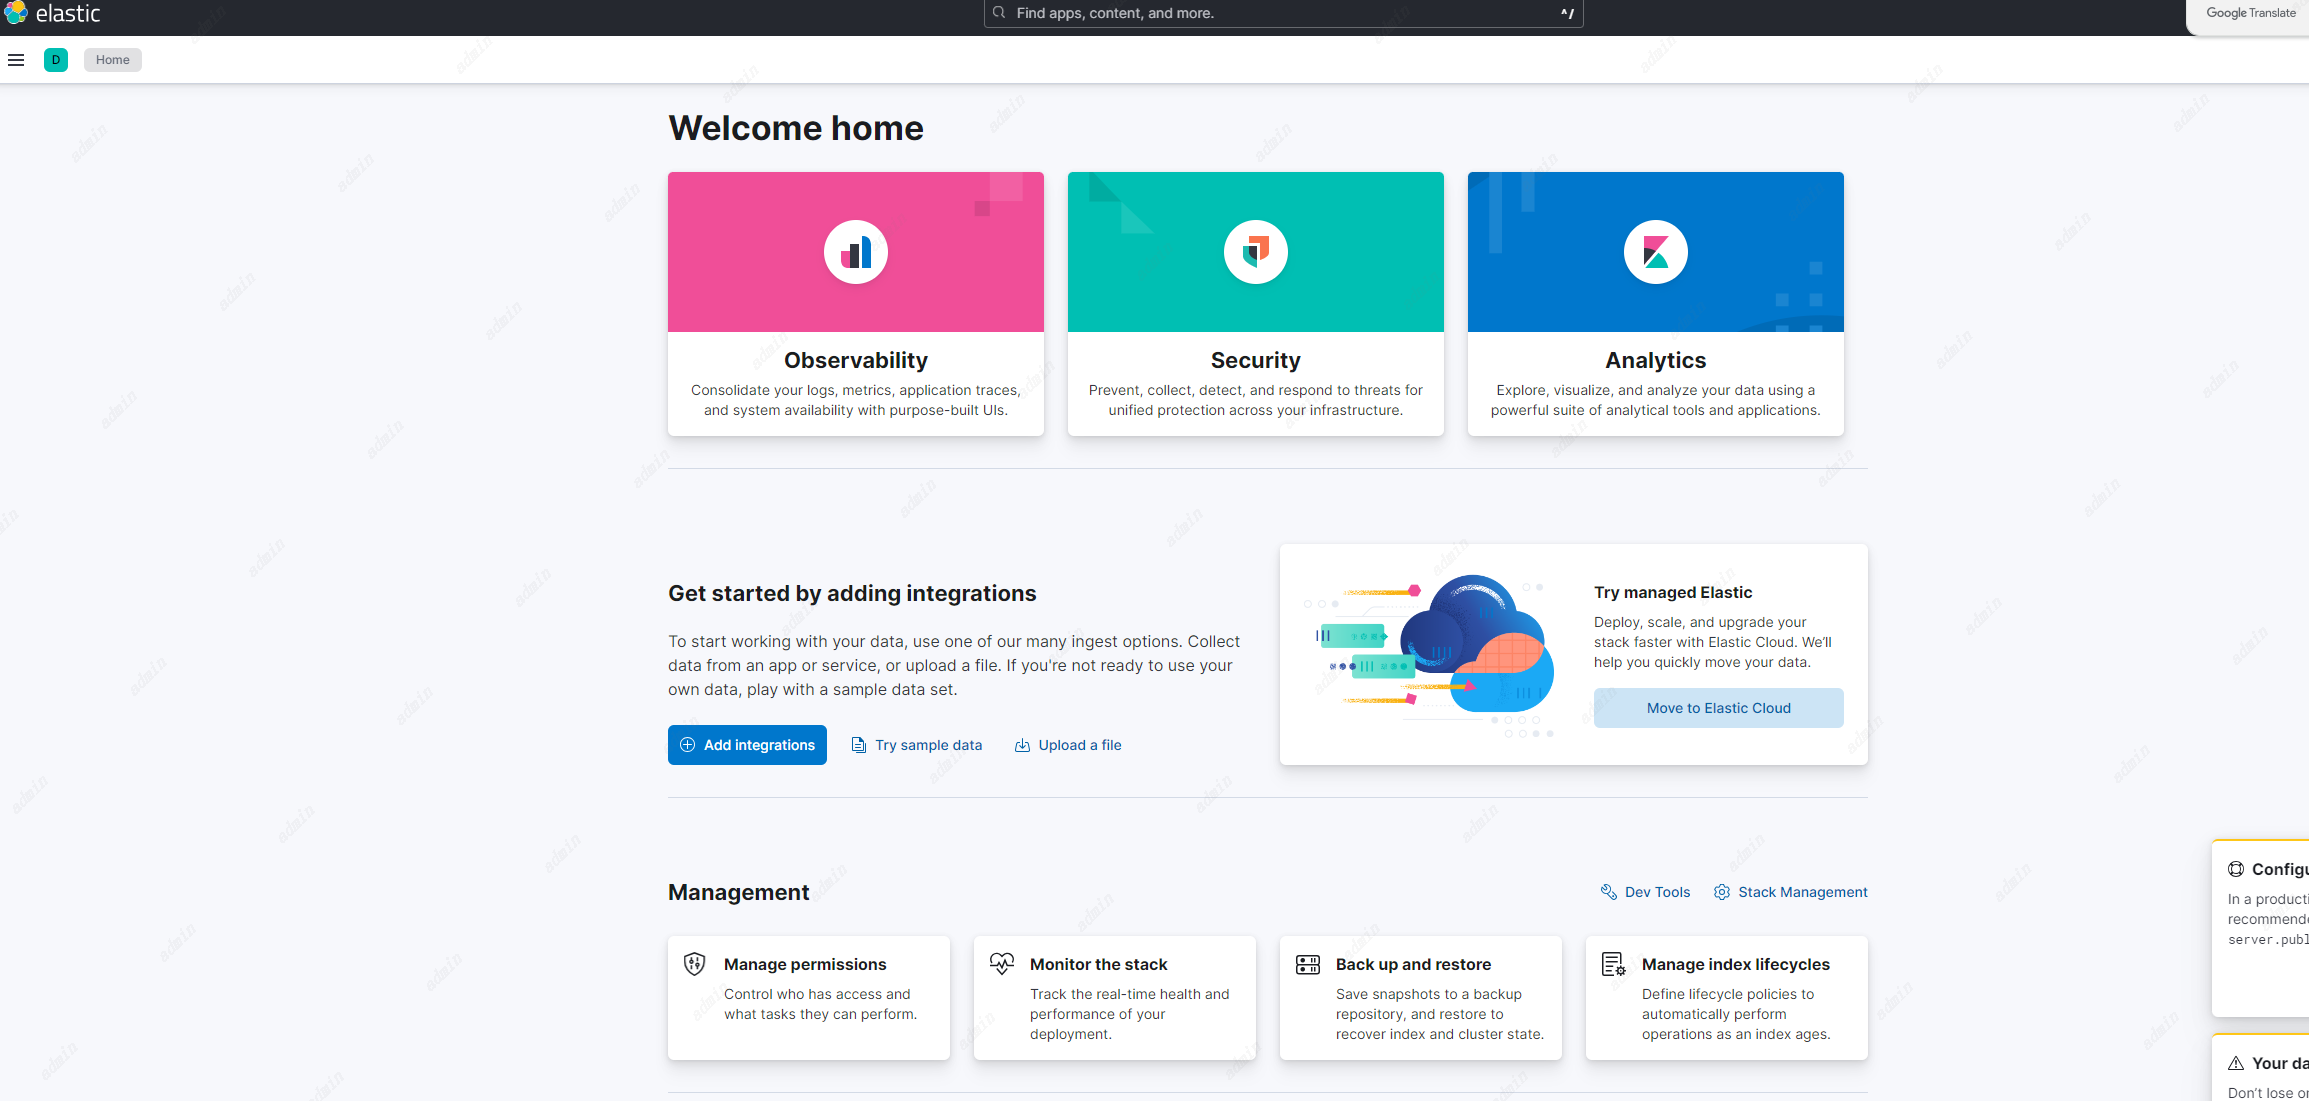 elastic
Find apps, content, and more.
^/
Google Translate
D
Home
Welcome home
Observability
Consolidate your logs, metrics, application traces,
and system availability with purpose-built UIs.
Security
Prevent, collect, detect, and respond to threats for
unified protection across your infrastructure.
Analytics
Explore, visualize, and analyze your data using a
powerful suite of analytical tools and applications.
Get started by adding integrations
To start working with your data, use one of our many ingest options. Collect
data from an app or service, or upload a file. If you're not ready to use your
own data, play with a sample data set.
Add integrations
Try sample data
Upload a file
Try managed Elastic
Deploy, scale, and upgrade your
stack faster with Elastic Cloud. We’ll
help you quickly move your data.
Move to Elastic Cloud
Management
Dev Tools
Stack Management
Manage permissions
Control who has access and
what tasks they can perform.
Monitor the stack
Track the real-time health and
performance of your
deployment.
Back up and restore
Save snapshots to a backup
repository, and restore to
recover index and cluster state.
Manage index lifecycles
Define lifecycle policies to
automatically perform
operations as an index ages.
Configu
In a producti
recommende
server.publ
Your da
Don’t lose or
admin